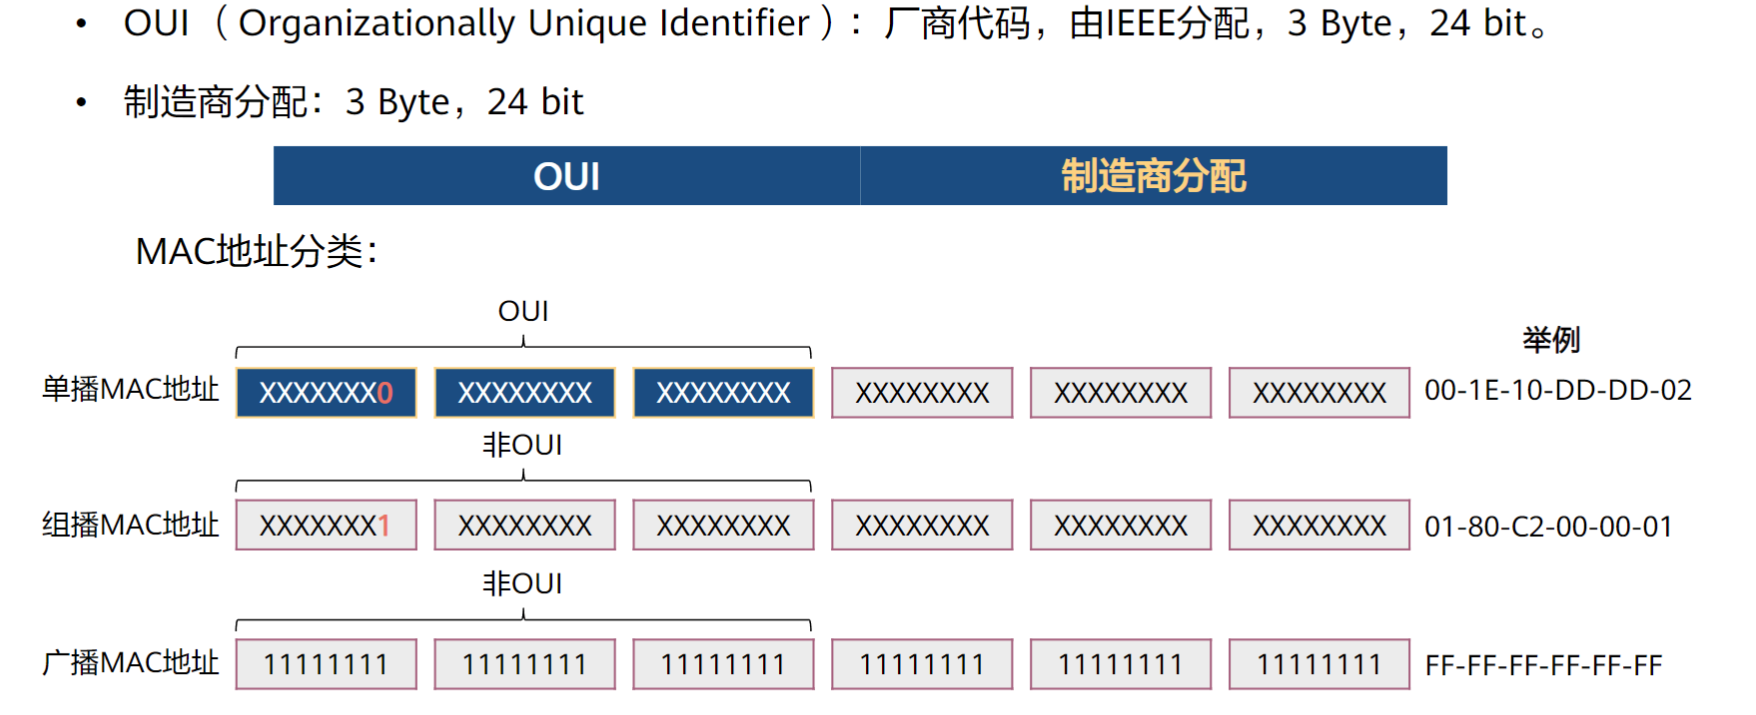 • OUI（Organizationally Unique Identifier）：厂商代码，由IEEE分配，3 Byte，24 bit。
• 制造商分配：3 Byte，24 bit
OUI 制造商分配
MAC地址分类：
OUI
举例
单播MAC地址 XXXXXXX0 XXXXXXXX XXXXXXXX XXXXXXXX XXXXXXXX XXXXXXXX 00-1E-10-DD-DD-02
非OUI
组播MAC地址 XXXXXXX1 XXXXXXXX XXXXXXXX XXXXXXXX XXXXXXXX XXXXXXXX 01-80-C2-00-00-01
非OUI
广播MAC地址 11111111 11111111 11111111 11111111 11111111 11111111 FF-FF-FF-FF-FF-FF